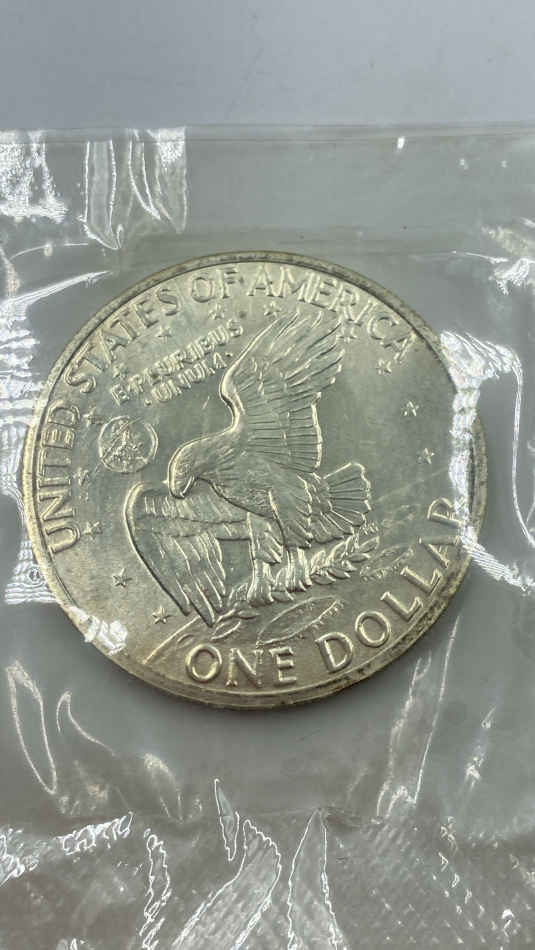 UNITED STATES OF AMERICA
E PLURIBUS
UNUM
ONE DOLLAR